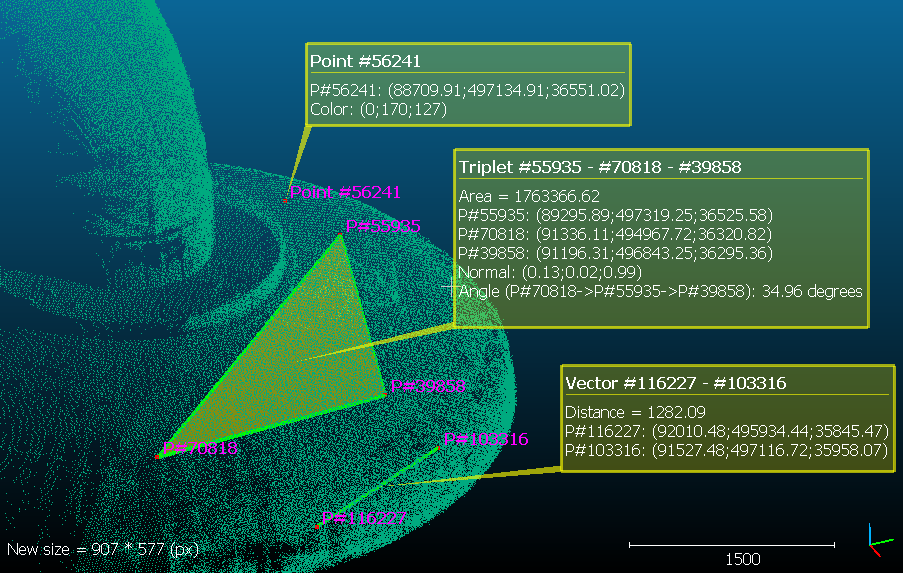 Point #56241
P#56241: (88709.91;497134.91;36551.02)
Color: (0;170;127)
Point #56241
Triplet #55935 - #70818 - #39858
Area = 1763366.62
P#55935: (89295.89;497319.25;36525.58)
P#70818: (91336.11;494967.72;36320.82)
P#39858: (91196.31;496843.25;36295.36)
Normal: (0.13;0.02;0.99)
Angle (P#70818->P#55935->P#39858): 34.96 degrees
P#55935
P#39858
Vector #116227 - #103316
Distance = 1282.09
P#116227: (92010.48;495934.44;35845.47)
P#103316: (91527.48;497116.72;35958.07)
P#103316
P#70818
P#116227
New size = 907 * 577 (px)
1500